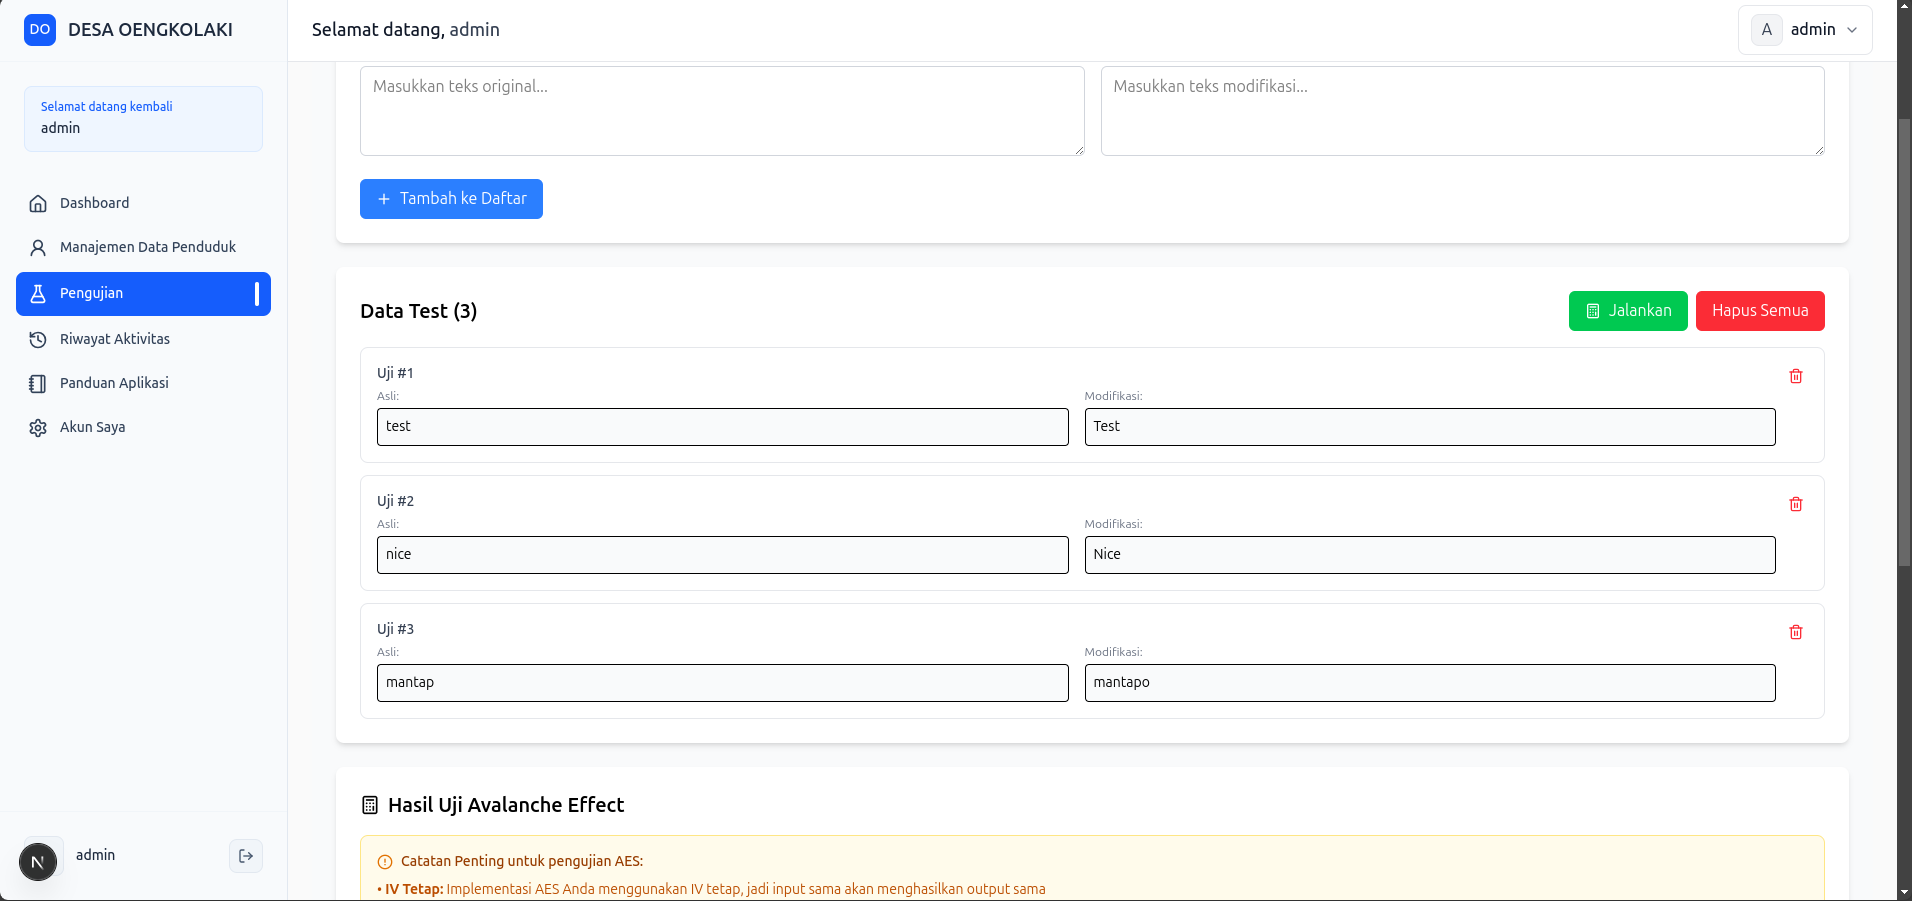 DO DESA OENGKOLAKI
Selamat datang, admin
A admin
Selamat datang kembali
admin
Dashboard
Manajemen Data Penduduk
Pengujian
Riwayat Aktivitas
Panduan Aplikasi
Akun Saya
N admin
Masukkan teks original...
Masukkan teks modifikasi...
+ Tambah ke Daftar
Data Test (3)
Jalankan
Hapus Semua
Uji #1
Asli:
test
Modifikasi:
Test
Uji #2
Asli:
nice
Modifikasi:
Nice
Uji #3
Asli:
mantap
Modifikasi:
mantapo
Hasil Uji Avalanche Effect
Catatan Penting untuk pengujian AES:
• IV Tetap: Implementasi AES Anda menggunakan IV tetap, jadi input sama akan menghasilkan output sama